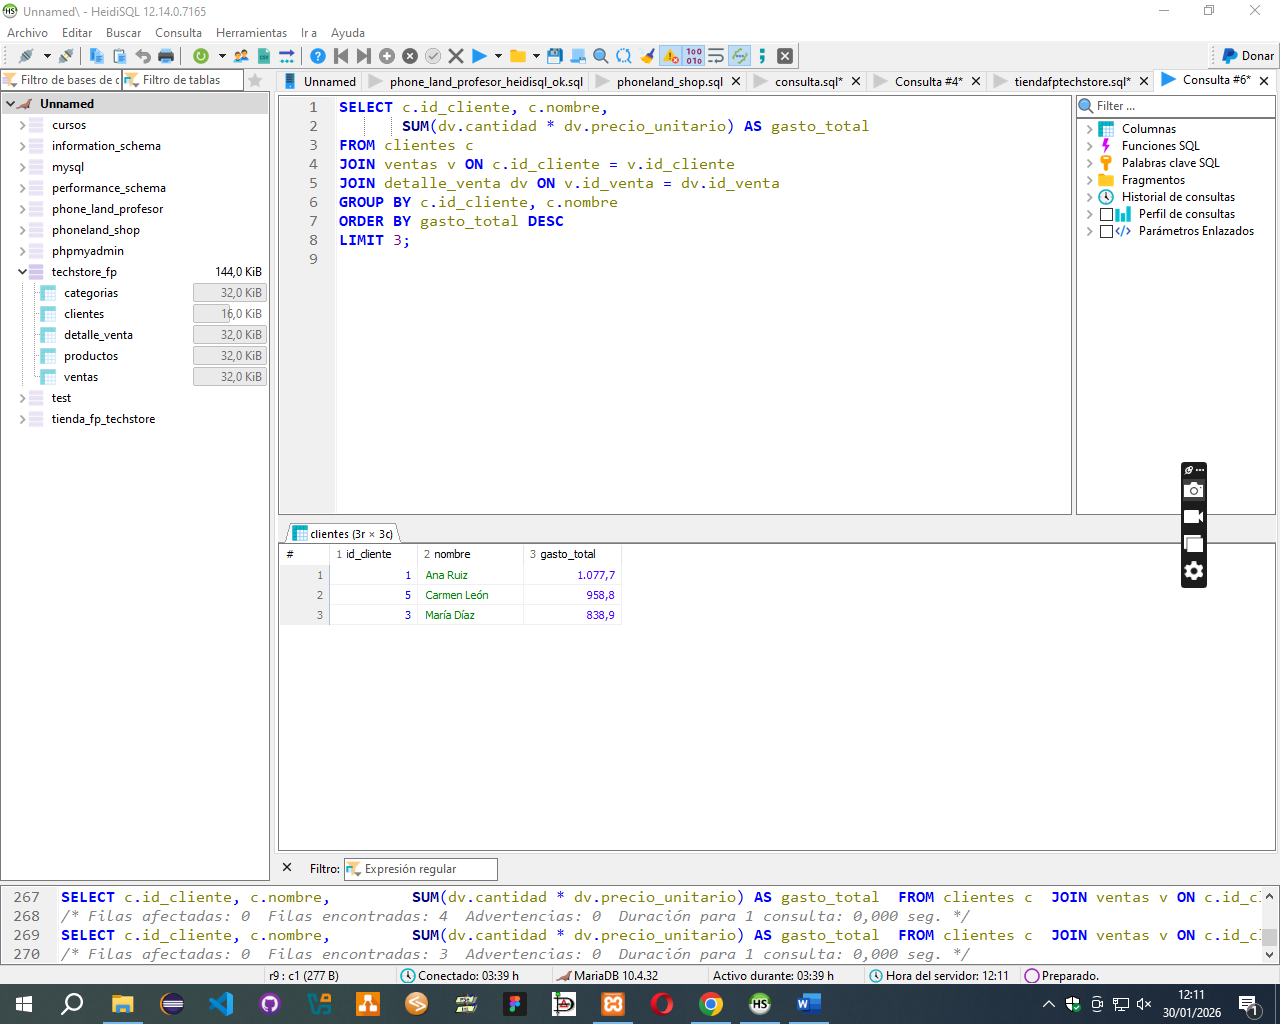 Unnamed\ - HeidiSQL 12.14.0.7165
Archivo Editar Buscar Consulta Herramientas Ir a Ayuda
Donar
Filtro de bases de d Filtro de tablas
Unnamed phone_land_profesor_heidisql_ok.sql phoneland_shop.sql consulta.sql* Consulta #4* tiendafptechstore.sql* Consulta #6*
Unnamed
cursos
information_schema
mysql
performance_schema
phone_land_profesor
phoneland_shop
phpmyadmin
techstore_fp 144,0 KiB
categorias 32,0 KiB
clientes 16,0 KiB
detalle_venta 32,0 KiB
productos 32,0 KiB
ventas 32,0 KiB
test
tienda_fp_techstore
1 SELECT c.id_cliente, c.nombre,
2 SUM(dv.cantidad * dv.precio_unitario) AS gasto_total
3 FROM clientes c
4 JOIN ventas v ON c.id_cliente = v.id_cliente
5 JOIN detalle_venta dv ON v.id_venta = dv.id_venta
6 GROUP BY c.id_cliente, c.nombre
7 ORDER BY gasto_total DESC
8 LIMIT 3;
9
Filter ...
Columnas
Funciones SQL
Palabras clave SQL
Fragmentos
Historial de consultas
Perfil de consultas
Parámetros Enlazados
clientes (3r × 3c)
# 1 id_cliente 2 nombre 3 gasto_total
1 1 Ana Ruiz 1.077,7
2 5 Carmen León 958,8
3 3 María Díaz 838,9
Filtro: Expresión regular
267 SELECT c.id_cliente, c.nombre, SUM(dv.cantidad * dv.precio_unitario) AS gasto_total FROM clientes c JOIN ventas v ON c.id_cl
268 /* Filas afectadas: 0 Filas encontradas: 4 Advertencias: 0 Duración para 1 consulta: 0,000 seg. */
269 SELECT c.id_cliente, c.nombre, SUM(dv.cantidad * dv.precio_unitario) AS gasto_total FROM clientes c JOIN ventas v ON c.id_cl
270 /* Filas afectadas: 0 Filas encontradas: 3 Advertencias: 0 Duración para 1 consulta: 0,000 seg. */
r9 : c1 (277 B) Conectado: 03:39 h MariaDB 10.4.32 Activo durante: 03:39 h Hora del servidor: 12:11 Preparado.
12:11
30/01/2026